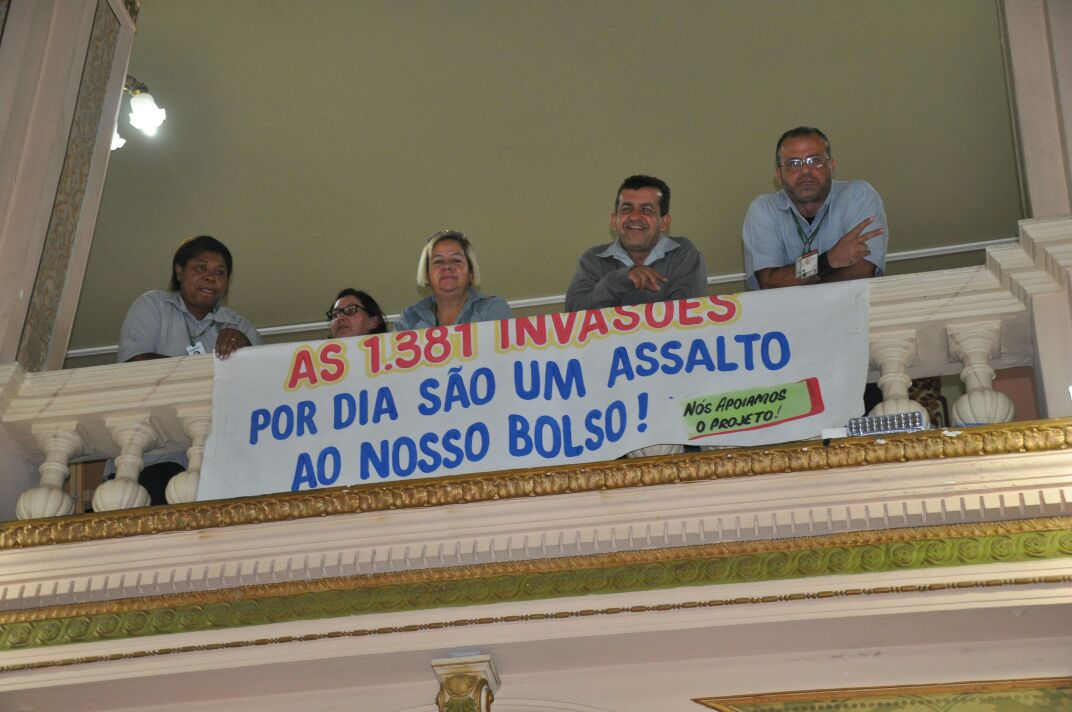 AS 1.381 INVASÕES
POR DIA SÃO UM ASSALTO
AO NOSSO BOLSO!
NÓS APOIAMOS
O PROJETO!